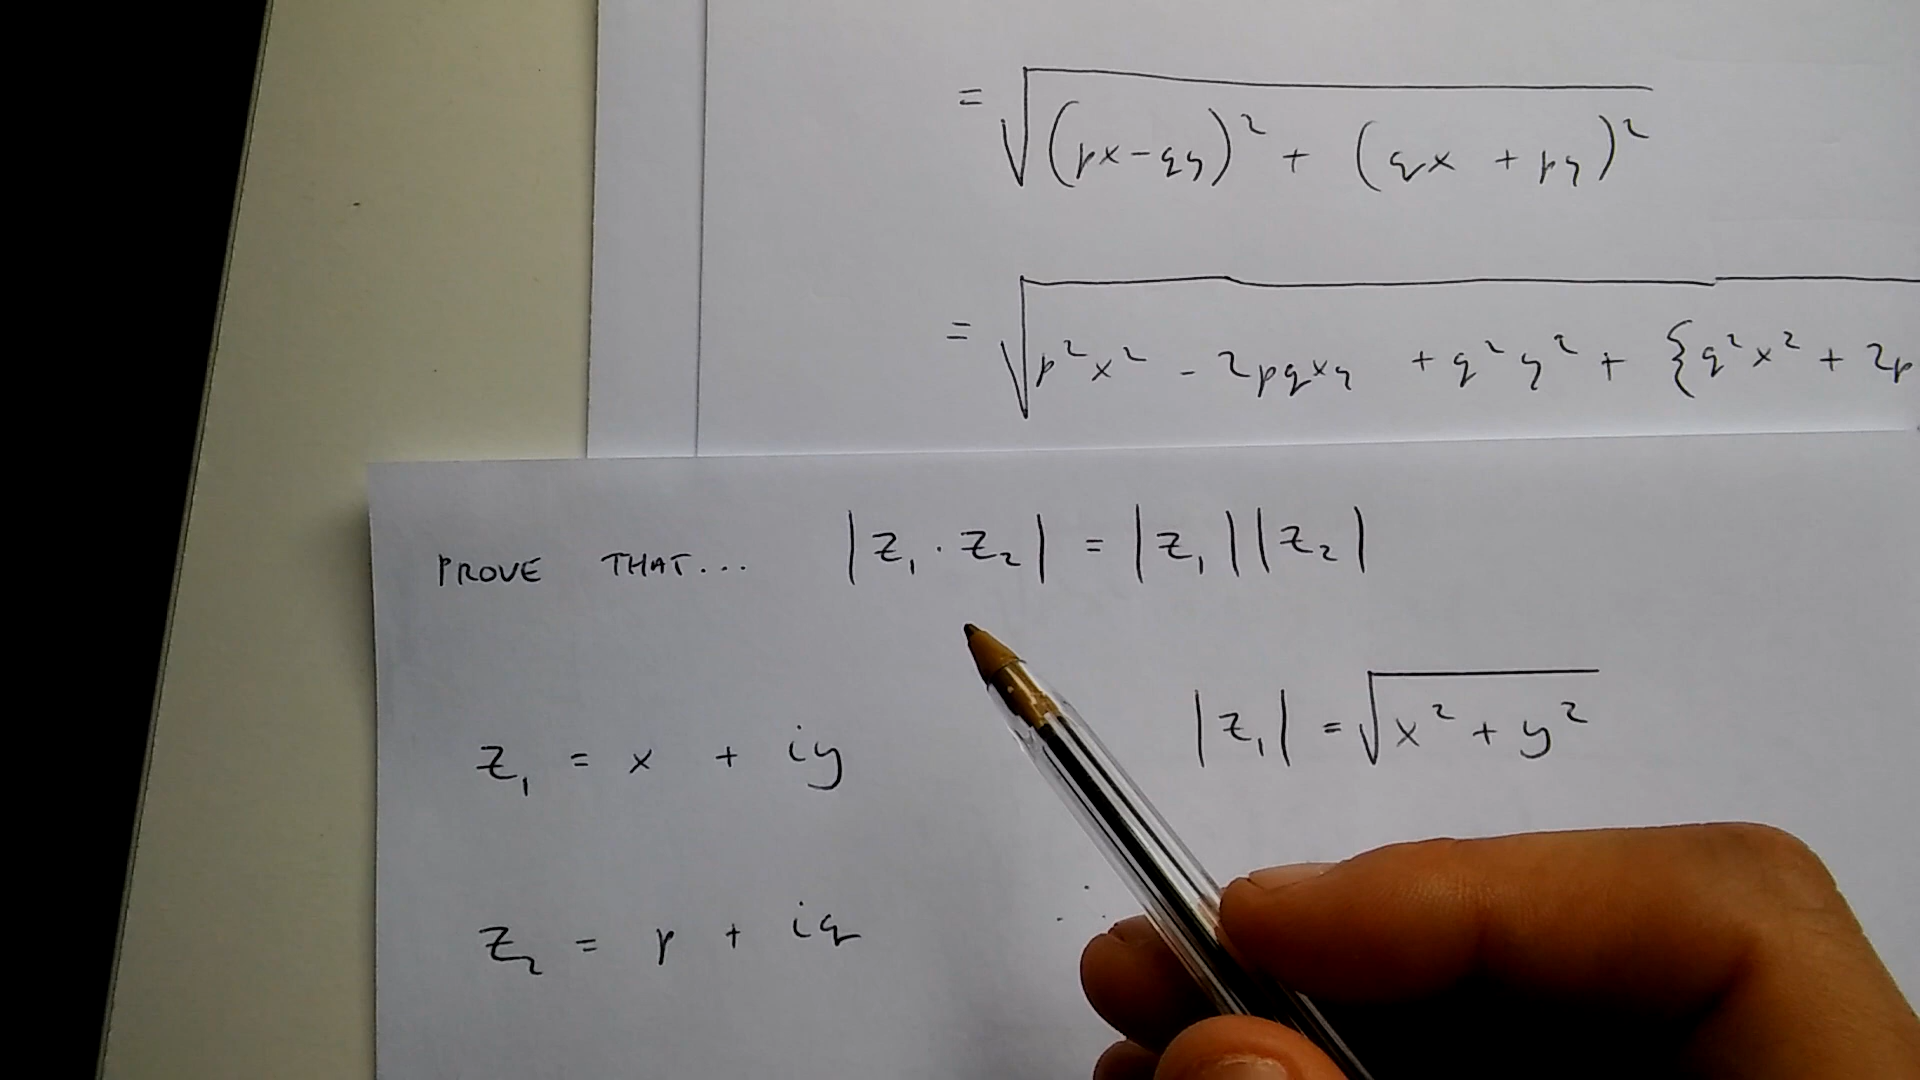 = √((px-qy)² + (qx + py)²)
= √(p²x² - 2pqxy + q²y² + {q²x² + 2p
PROVE THAT... |z₁ · z₂| = |z₁||z₂|
z₁ = x + iy |z₁| = √(x² + y²)
z₂ = p + iq